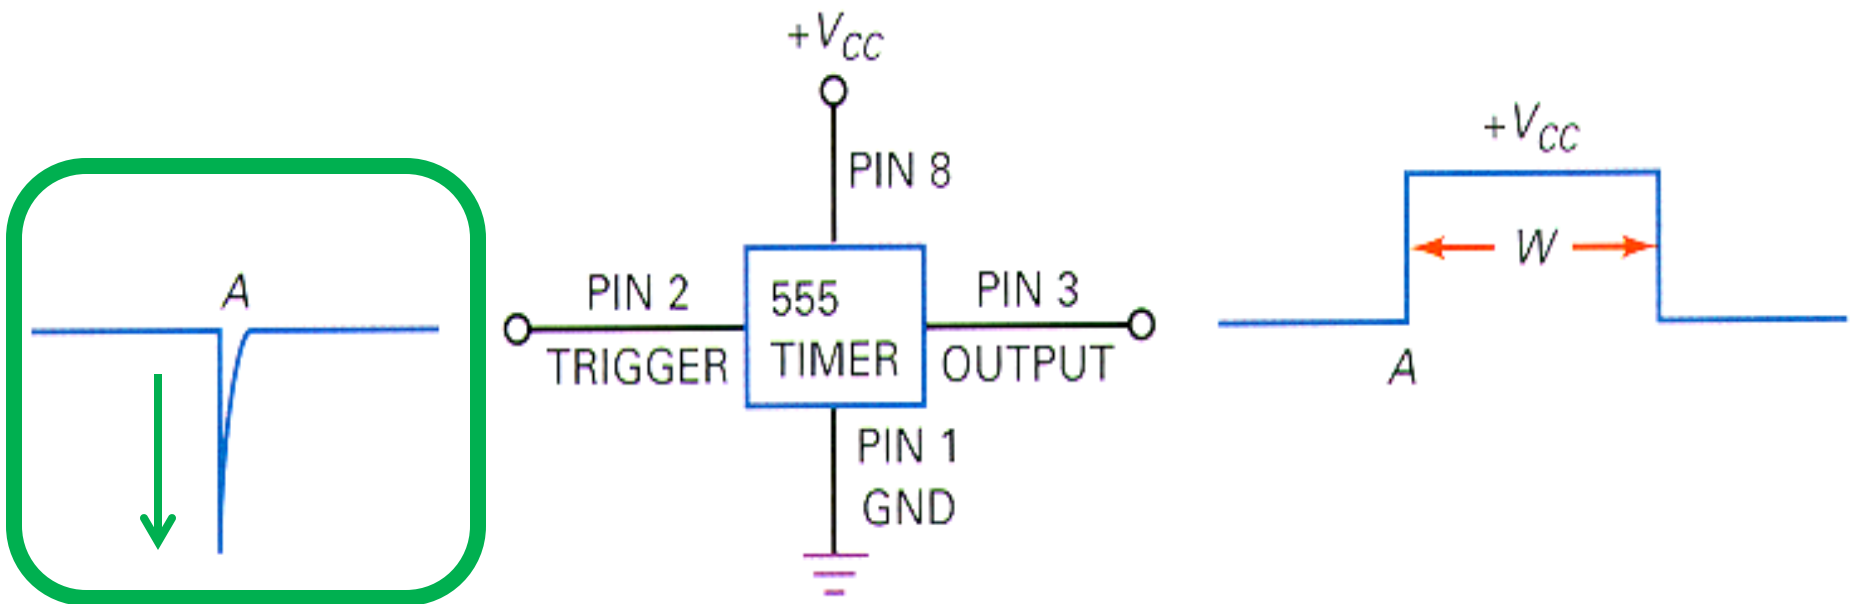 +VCC
PIN 8
+VCC
A
PIN 2
TRIGGER
555
TIMER
PIN 3
OUTPUT
W
A
PIN 1
GND